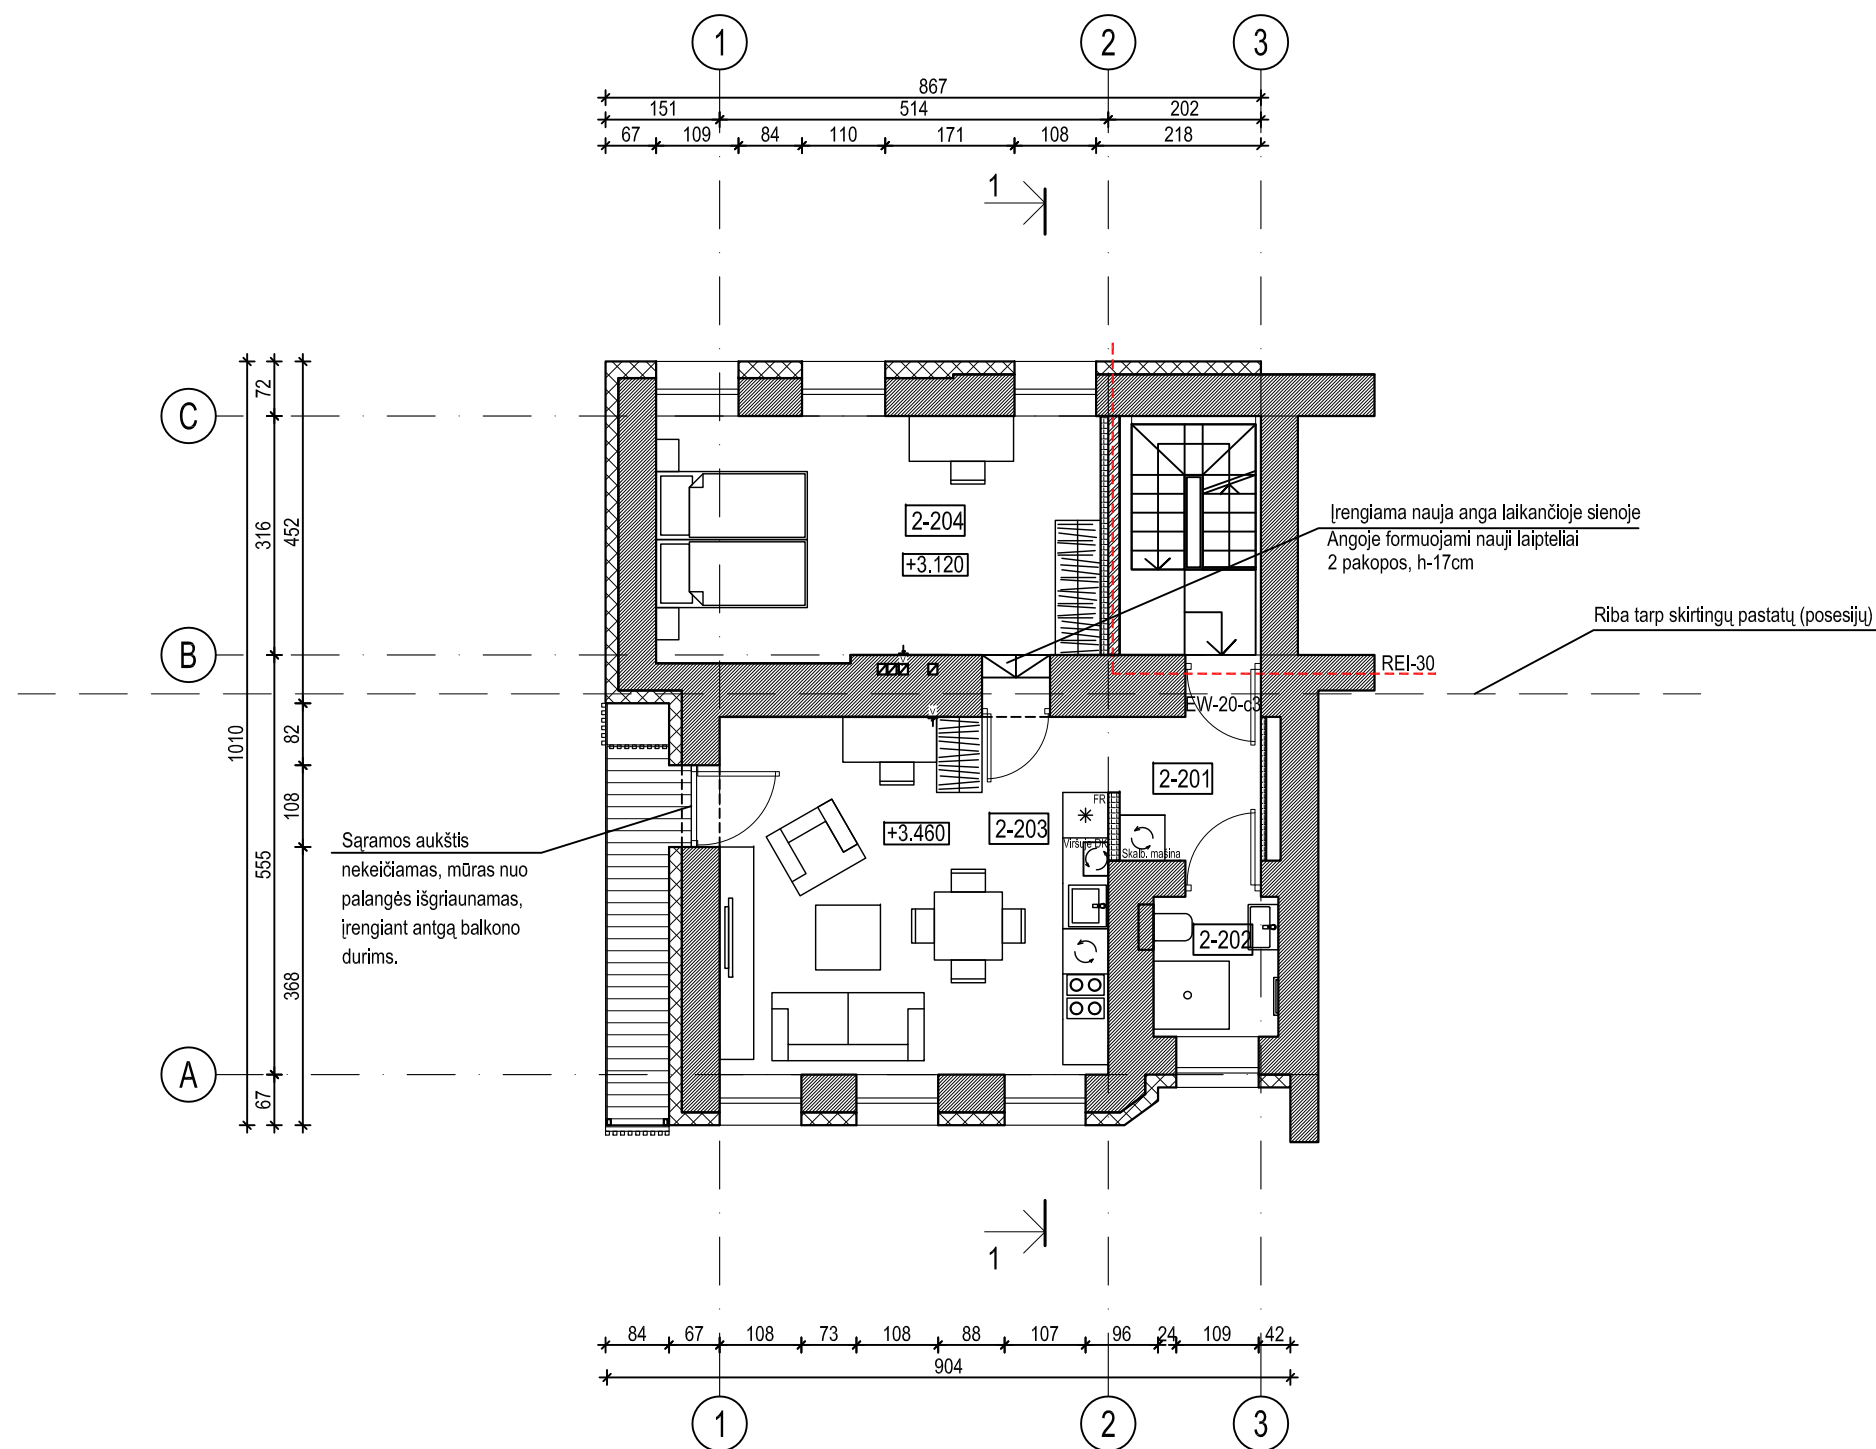 1
2
3
867
151
514
202
67
109
84
110
171
108
218
1
C
B
A
72
316
452
1010
82
108
555
368
67
2-204
+3.120
Įrengiama nauja anga laikančioje sienoje
Angoje formuojami nauji laipteliai
2 pakopos, h-17cm
Riba tarp skirtingų pastatų (posesijų)
REI-30
EW-20-c3
2-201
FR
+3.460
2-203
Viršuje DK
Skalb. mašina
2-202
Sąramos aukštis
nekeičiamas, mūras nuo
palangės išgriaunamas,
įrengiant antgą balkono
durims.
1
84
67
108
73
108
88
107
96
24
109
42
904
1
2
3